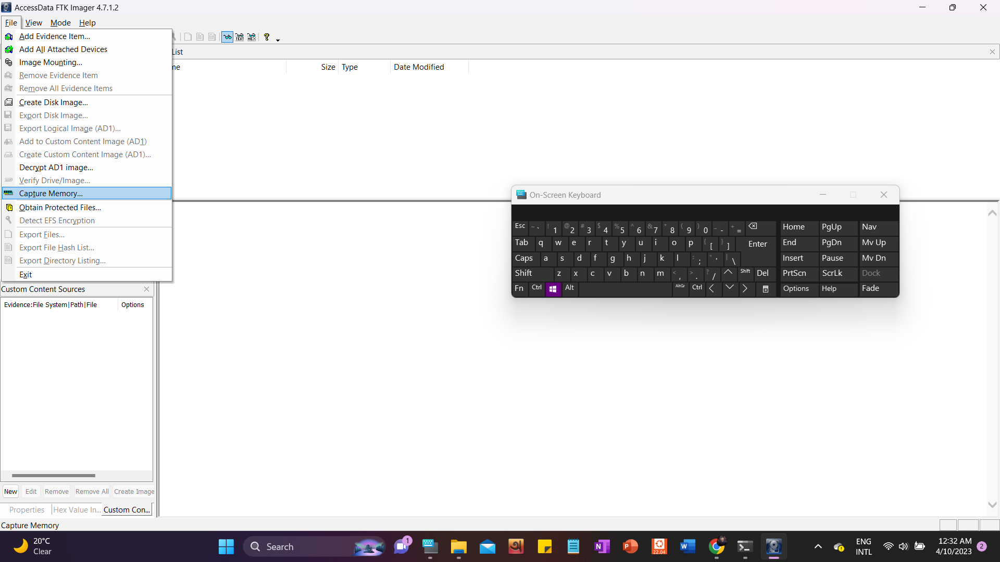 AccessData FTK Imager 4.7.1.2
File View Mode Help
Add Evidence Item...
Add All Attached Devices
Image Mounting...
Remove Evidence Item
Remove All Evidence Items
Create Disk Image...
Export Disk Image...
Export Logical Image (AD1)...
Add to Custom Content Image (AD1)
Create Custom Content Image (AD1)...
Decrypt AD1 image...
Verify Drive/Image...
Capture Memory...
Obtain Protected Files...
Detect EFS Encryption
Export Files...
Export File Hash List...
Export Directory Listing...
Exit
TEXT HEX ?
List
me Size Type Date Modified
On-Screen Keyboard
Esc ~ ` ! 1 @ 2 # 3 $ 4 % 5 ^ 6 & 7 * 8 ( 9 ) 0 _ - + = Home PgUp Nav
Tab q w e r t y u i o p { [ } ] Enter End PgDn Mv Up
Caps a s d f g h j k l : ; " ' | \ Insert Pause Mv Dn
Shift z x c v b n m < , > . ? / Shift Del PrtScn ScrLk Dock
Fn Ctrl Alt AltGr Ctrl Options Help Fade
Custom Content Sources
Evidence:File System|Path|File Options
New Edit Remove Remove All Create Image
Properties Hex Value In... Custom Con...
Capture Memory
20°C
Clear
Search
1
22.04
ENG
INTL
12:32 AM
4/10/2023
2